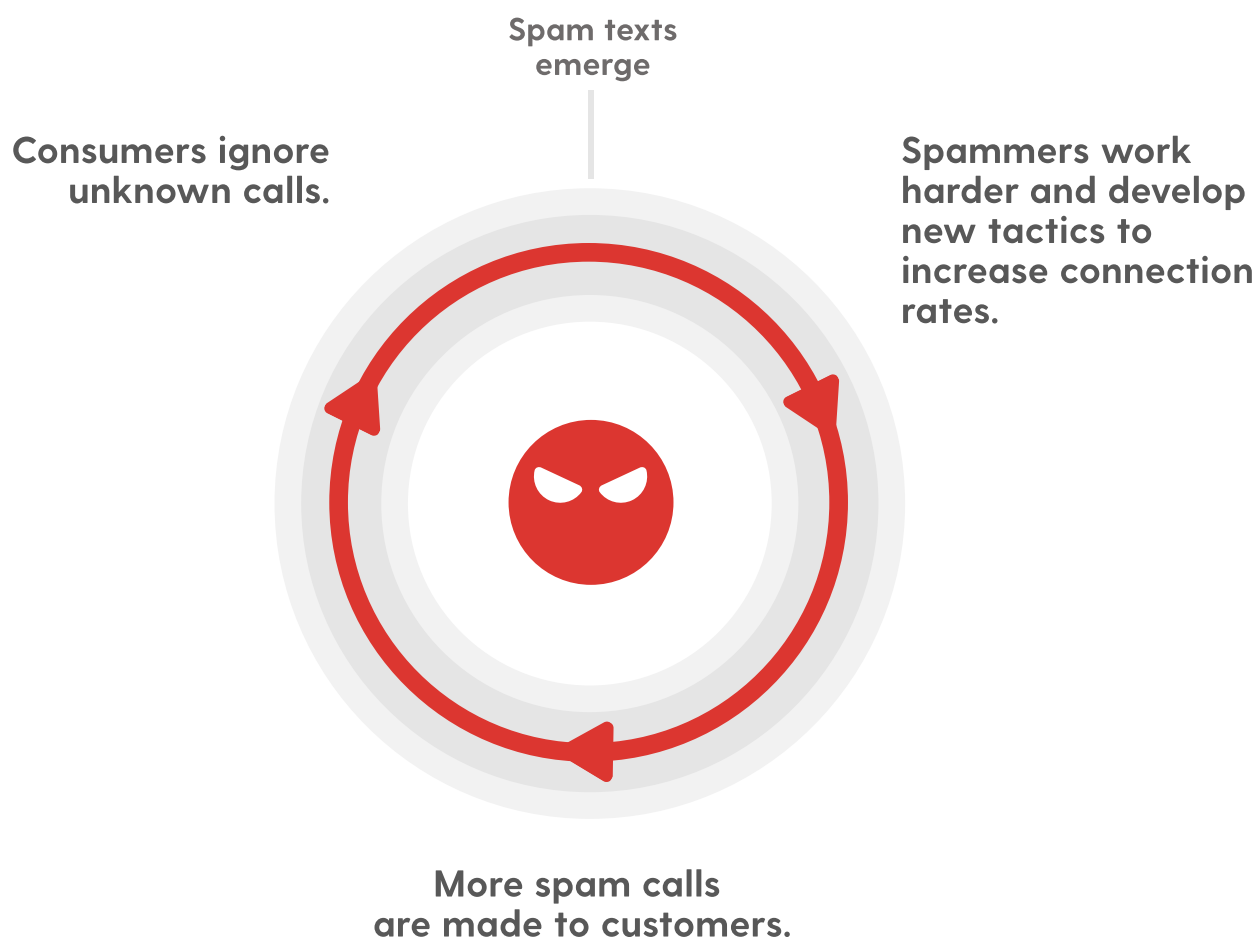 Spam texts
emerge
Consumers ignore
unknown calls.
Spammers work
harder and develop
new tactics to
increase connection
rates.
More spam calls
are made to customers.